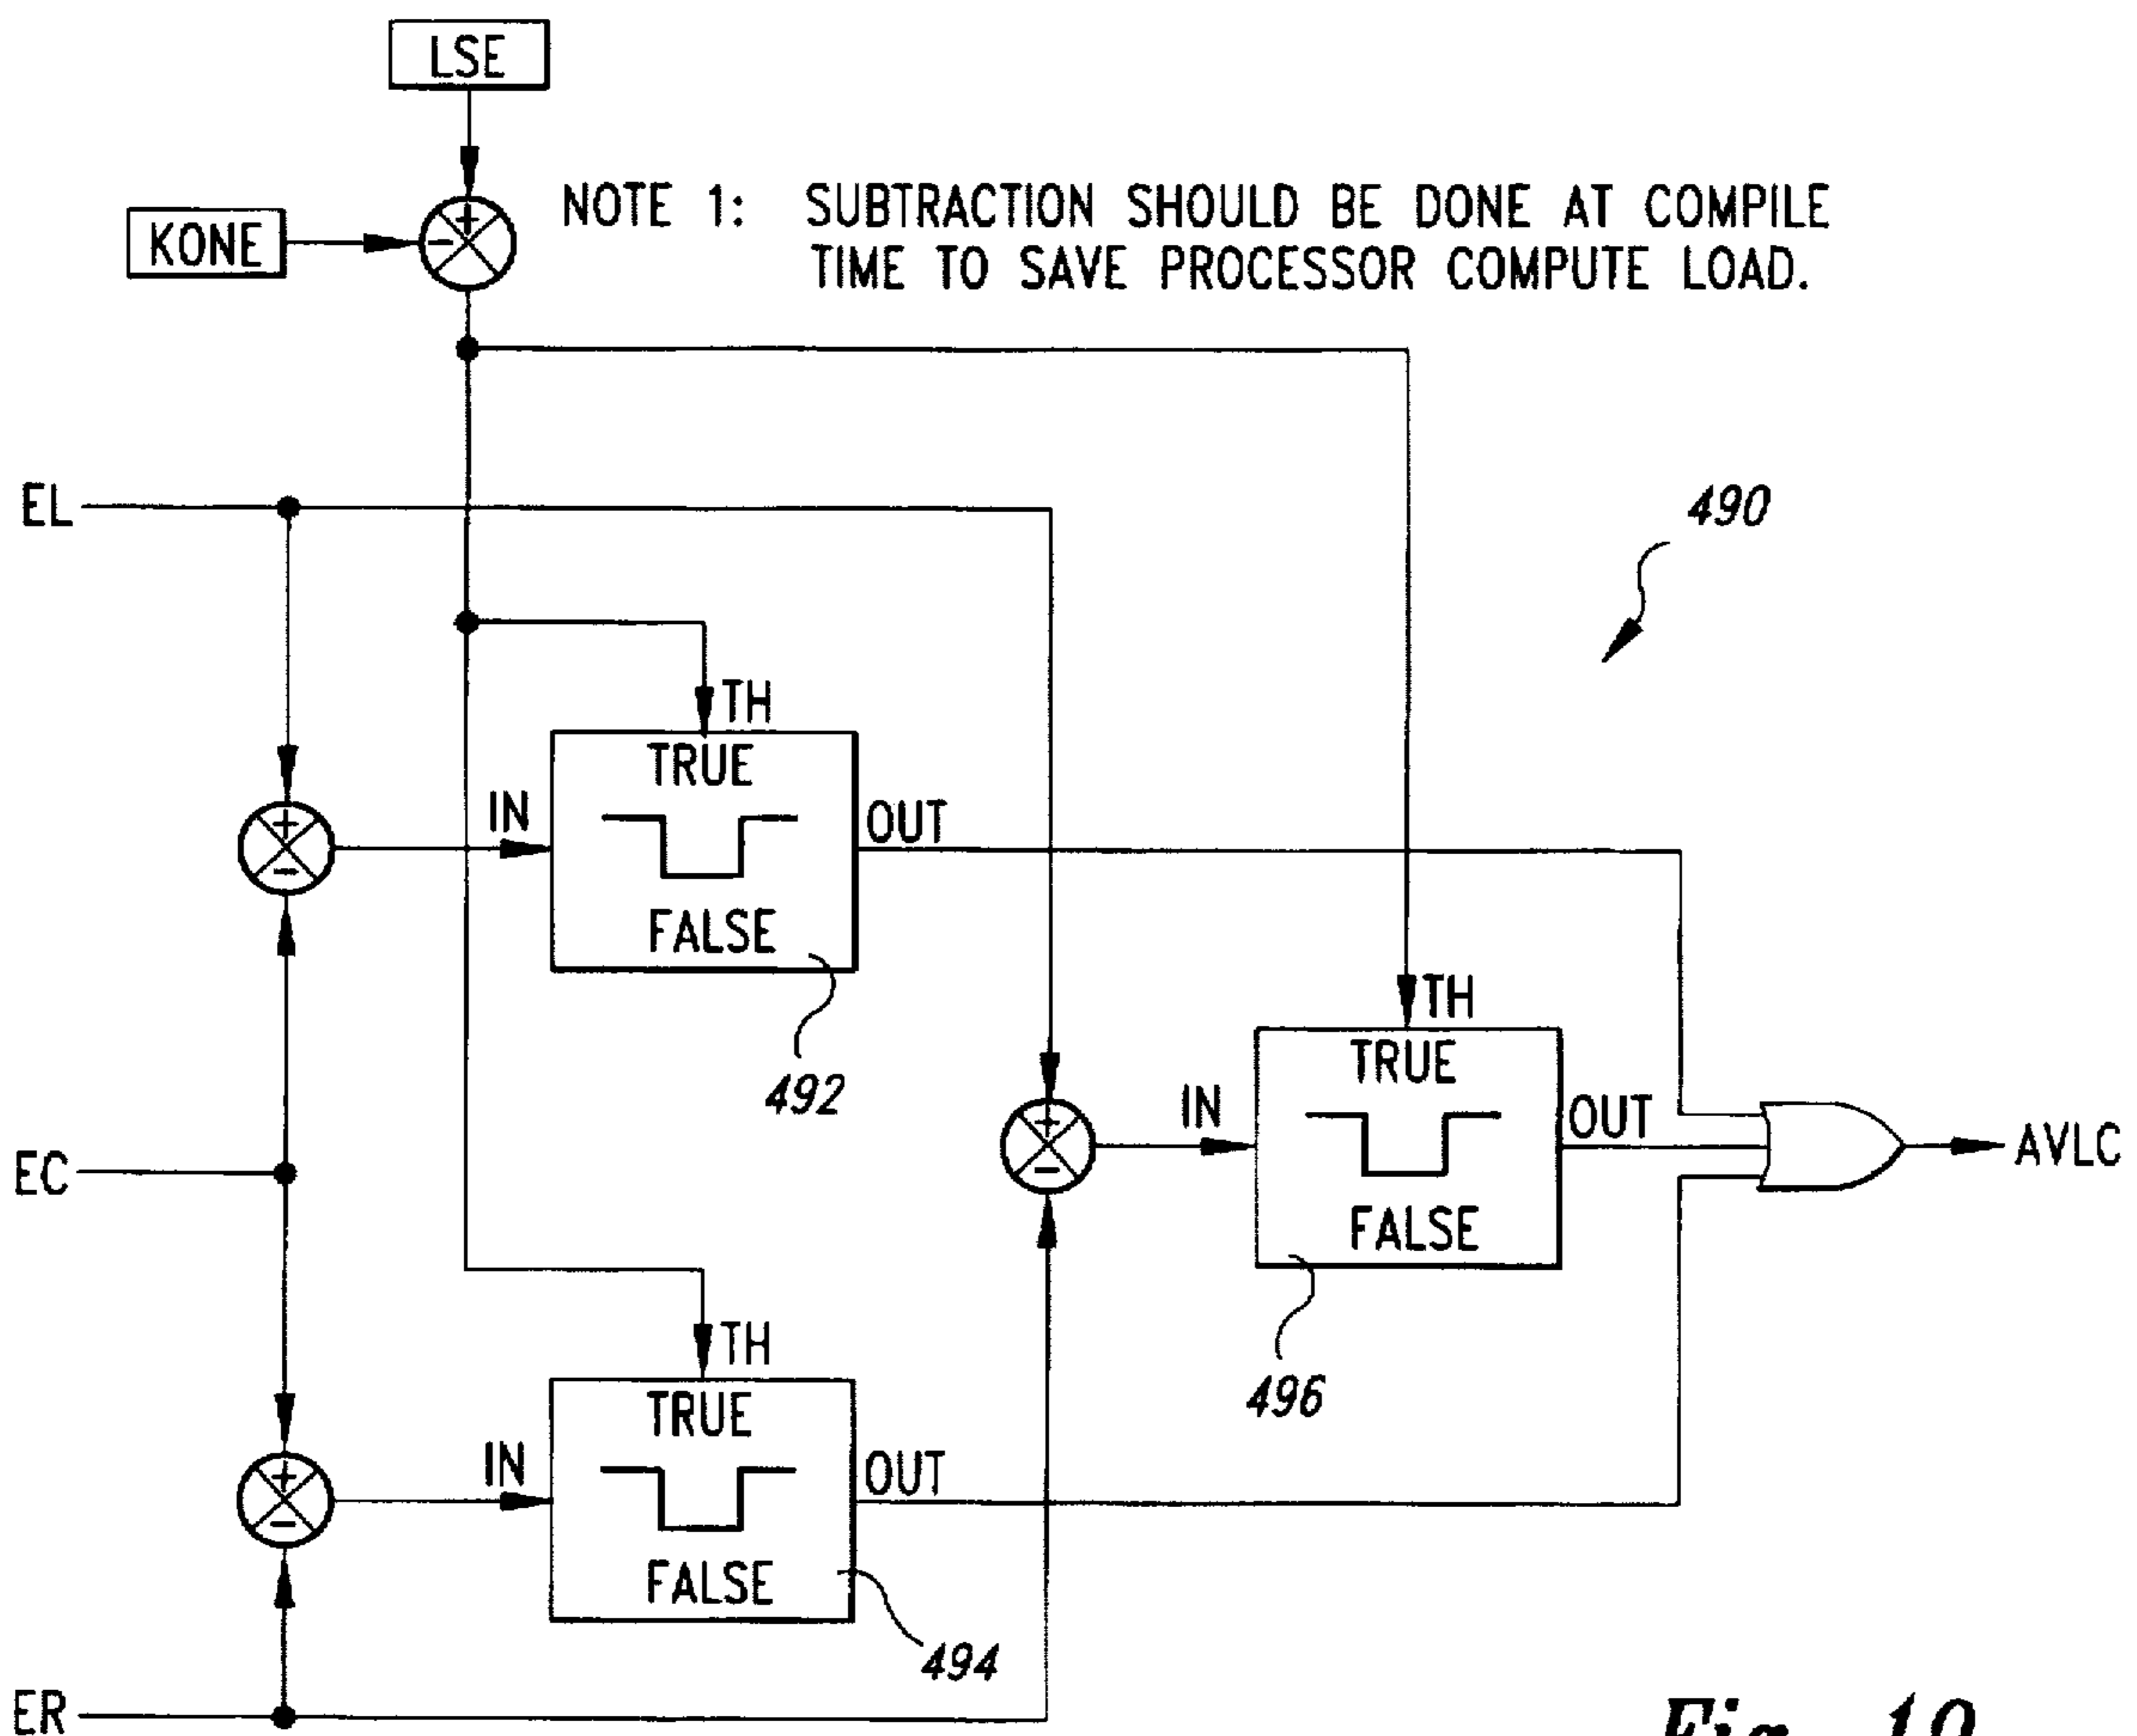 LSE
KONE
+
-
NOTE 1: SUBTRACTION SHOULD BE DONE AT COMPILE
TIME TO SAVE PROCESSOR COMPUTE LOAD.
EL
490
TH
TRUE
IN
OUT
FALSE
+
-
492
TH
TRUE
IN
OUT
FALSE
+
-
496
AVLC
EC
TH
TRUE
IN
OUT
FALSE
+
-
494
ER